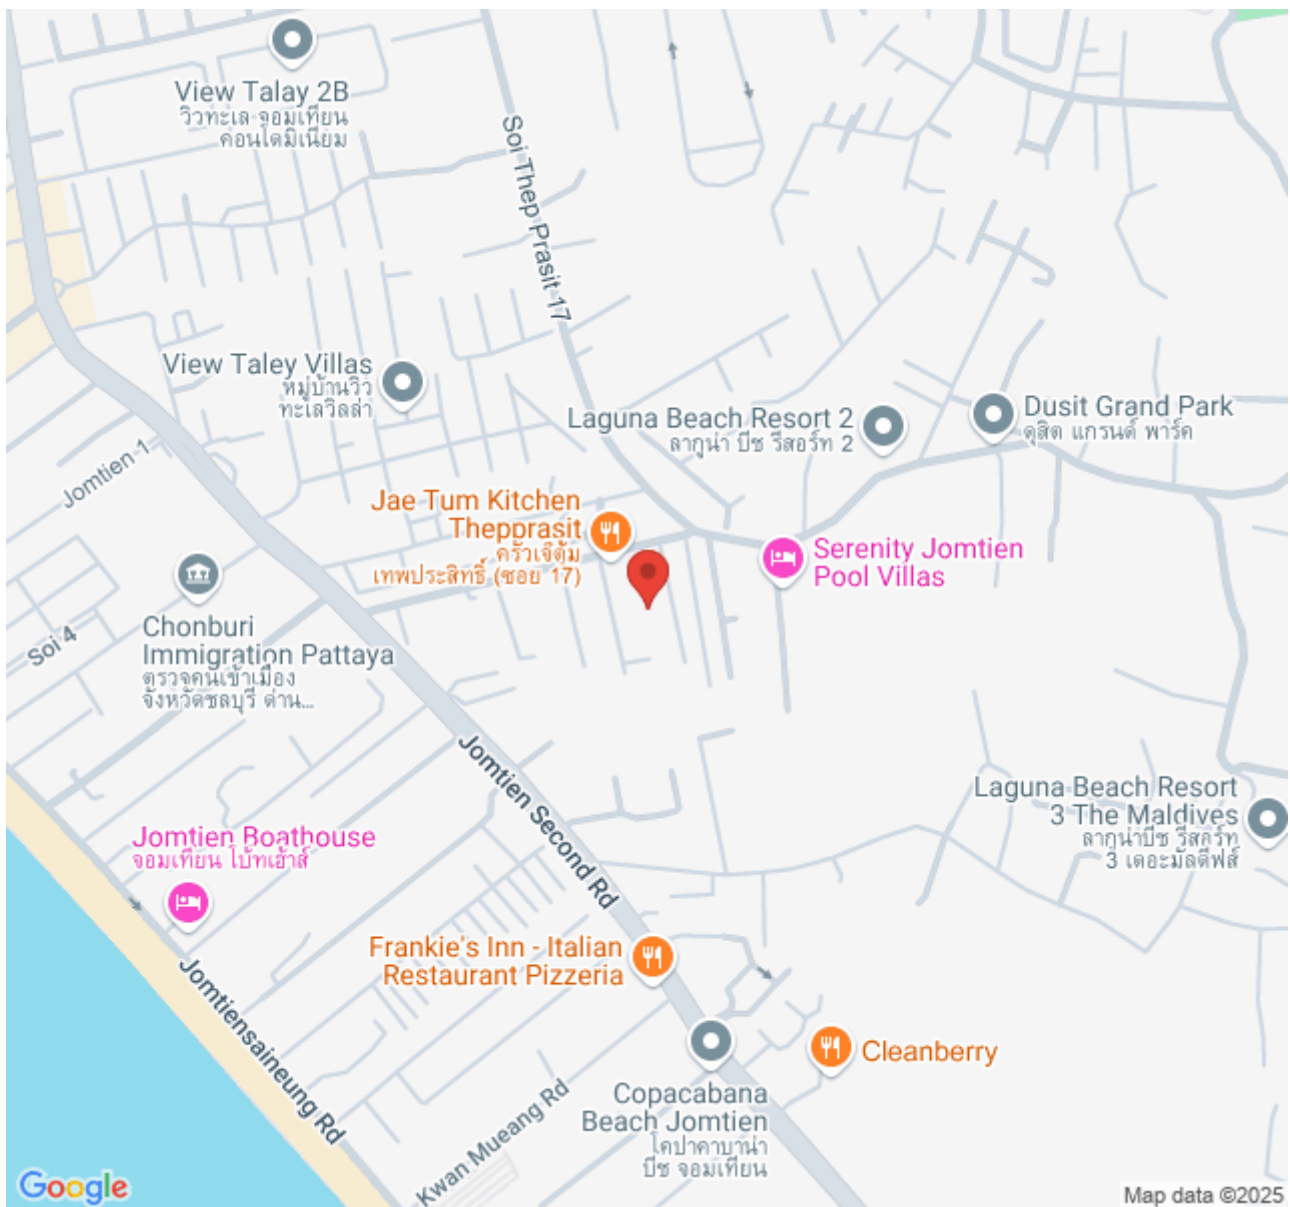 View Talay 2B
วิวทะเล จอมเทียน
คอนโดมิเนียม
Soi Thep Prasit 17
View Taley Villas
หมู่บ้านวิว
ทะเลวิลล่า
Laguna Beach Resort 2
ลากูน่า บีช รีสอร์ท 2
Dusit Grand Park
ดุสิต แกรนด์ พาร์ค
Jomtien 1
Jae Tum Kitchen
Thepprasit
ครัวเจ๊ตุ้ม
เทพประสิทธิ์ (ซอย 17)
Serenity Jomtien
Pool Villas
Soi 4
Chonburi
Immigration Pattaya
ตรวจคนเข้าเมือง
จังหวัดชลบุรี ด่าน...
Jomtien Second Rd
Laguna Beach Resort
3 The Maldives
ลากูน่าบีช รีสอร์ท
3 เดอะมัลดีฟส์
Jomtien Boathouse
จอมเทียน โบ้ทเฮ้าส์
Frankie's Inn - Italian
Restaurant Pizzeria
Jomtiensaineung Rd
Cleanberry
Copacabana
Beach Jomtien
โคปาคาบาน่า
บีช จอมเทียน
Kwan Mueang Rd
Google
Map data ©2025